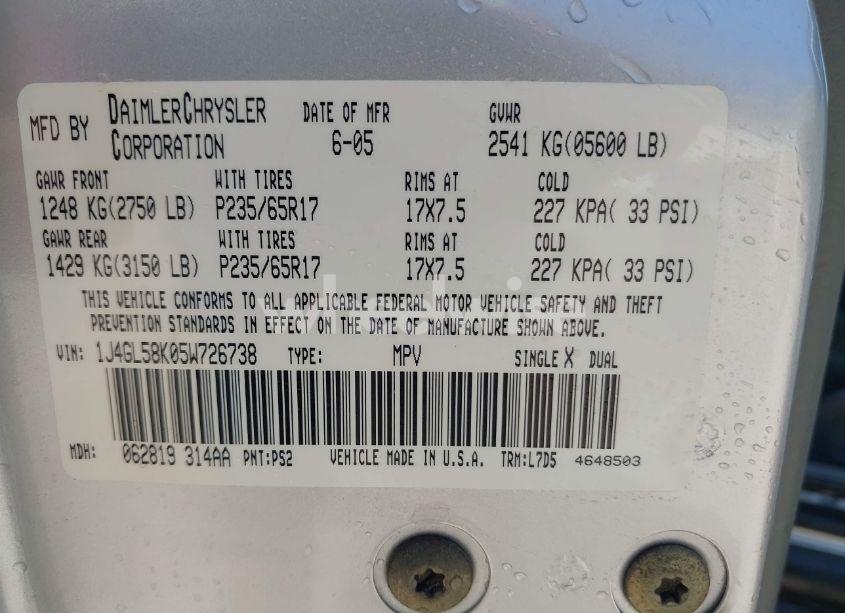 MFD BY DAIMLERCHRYSLER CORPORATION DATE OF MFR 6-05 GVWR 2541 KG(05600 LB)
GAWR FRONT WITH TIRES RIMS AT COLD
1248 KG(2750 LB) P235/65R17 17X7.5 227 KPA( 33 PSI)
GAWR REAR WITH TIRES RIMS AT COLD
1429 KG(3150 LB) P235/65R17 17X7.5 227 KPA( 33 PSI)
THIS VEHICLE CONFORMS TO ALL APPLICABLE FEDERAL MOTOR VEHICLE SAFETY AND THEFT
PREVENTION STANDARDS IN EFFECT ON THE DATE OF MANUFACTURE SHOWN ABOVE.
VIN: 1J4GL58K05W726738 TYPE: MPV SINGLE X DUAL
MDH: 062819 314AA PNT:PS2 VEHICLE MADE IN U.S.A. TRM:L7D5 4648503